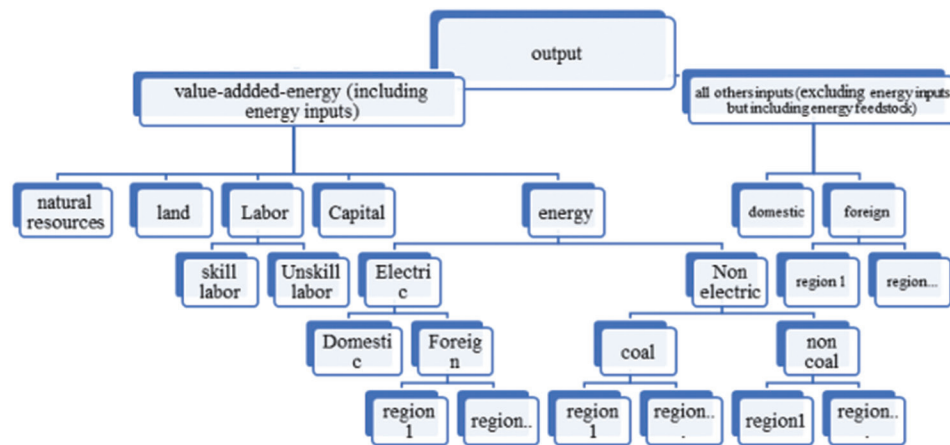 output
value-addded-energy (including
energy inputs)
all others inputs (excluding energy inputs
but including energy feedstock)
natural
resources
land
Labor
Capital
energy
domestic
foreign
skill
labor
Unskill
labor
Electri
c
Non
electric
region 1
region...
Domesti
c
Foreig
n
coal
non
coal
region
1
region..
region
1
region..
.
region1
region..
.